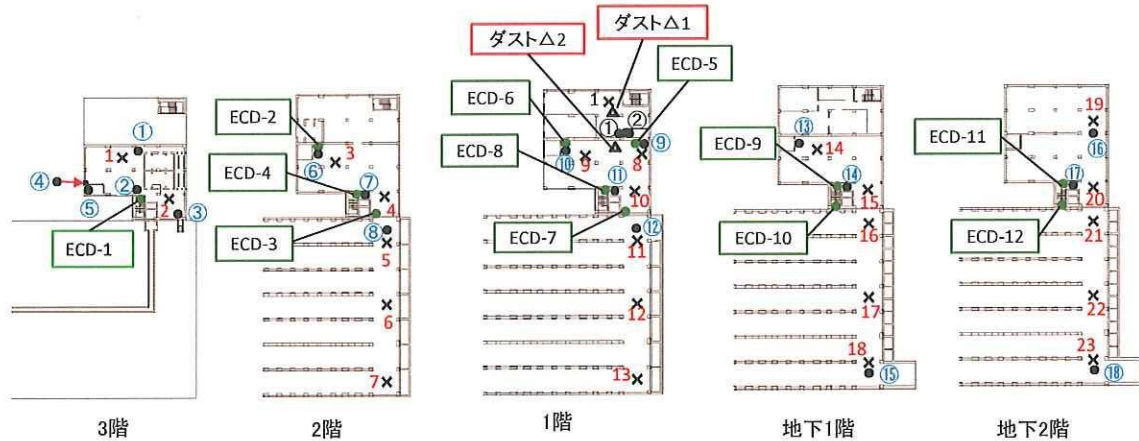 ダスト△2
ダスト△1
ECD-5
ECD-6
ECD-8
ECD-7
ECD-2
ECD-4
ECD-3
ECD-1
ECD-9
ECD-10
ECD-11
ECD-12
①
1
④
②
⑤
2
③
3
⑥
⑦
4
⑧
5
6
7
1
①
②
⑨
⑩
9
8
⑪
10
⑫
11
12
13
⑬
14
⑭
15
16
17
18
⑮
19
⑯
⑰
20
21
22
23
⑱
3階
2階
1階
地下1階
地下2階